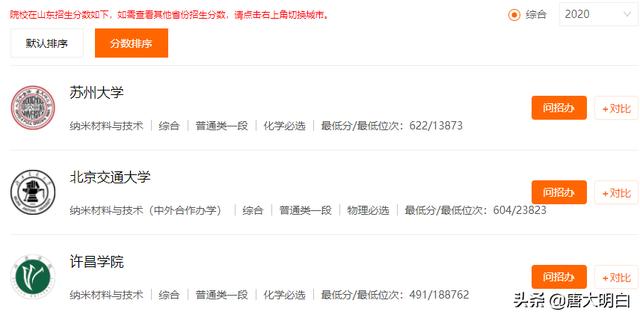 院校在山东招生分数如下，如需查看其他省份招生分数，请点击右上角切换城市。
综合 2020
默认排序 分数排序
苏州大学
问招办 +对比
纳米材料与技术 综合 普通类一段 化学必选 最低分/最低位次：622/13873
北京交通大学
问招办 +对比
纳米材料与技术（中外合作办学） 综合 普通类一段 物理必选 最低分/最低位次：604/23823
许昌学院
问招办 +对比
纳米材料与技术 综合 普通类一段 化学必选 最低分/最低位次：491/188762
头条 @唐大明白